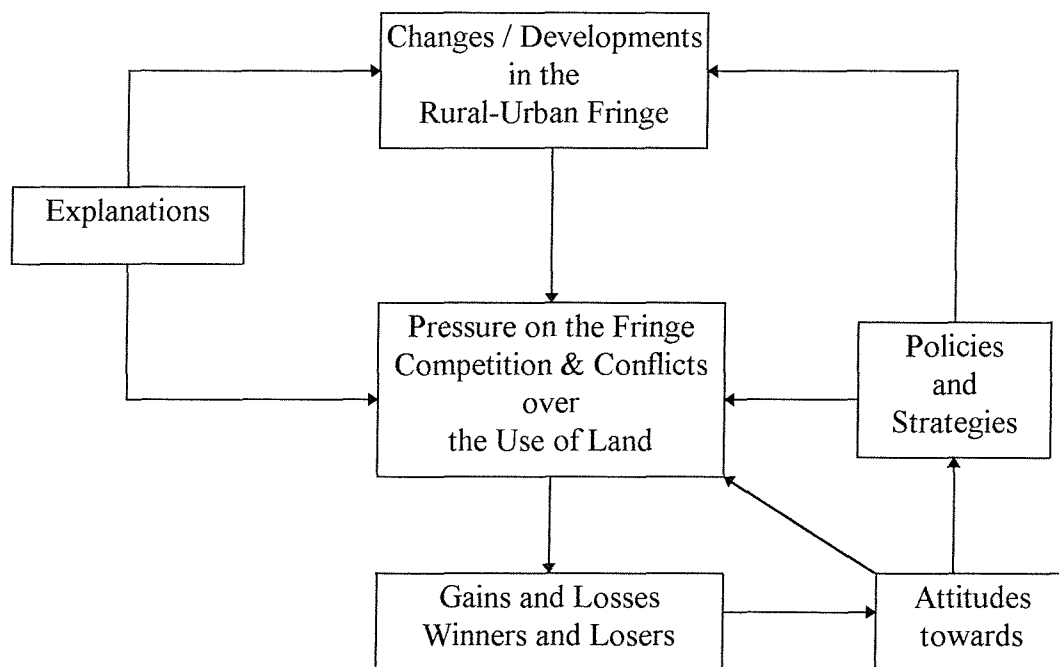 Changes / Developments
in the
Rural-Urban Fringe
Explanations
Pressure on the Fringe
Competition & Conflicts
over
the Use of Land
Policies
and
Strategies
Gains and Losses
Winners and Losers
Attitudes
towards